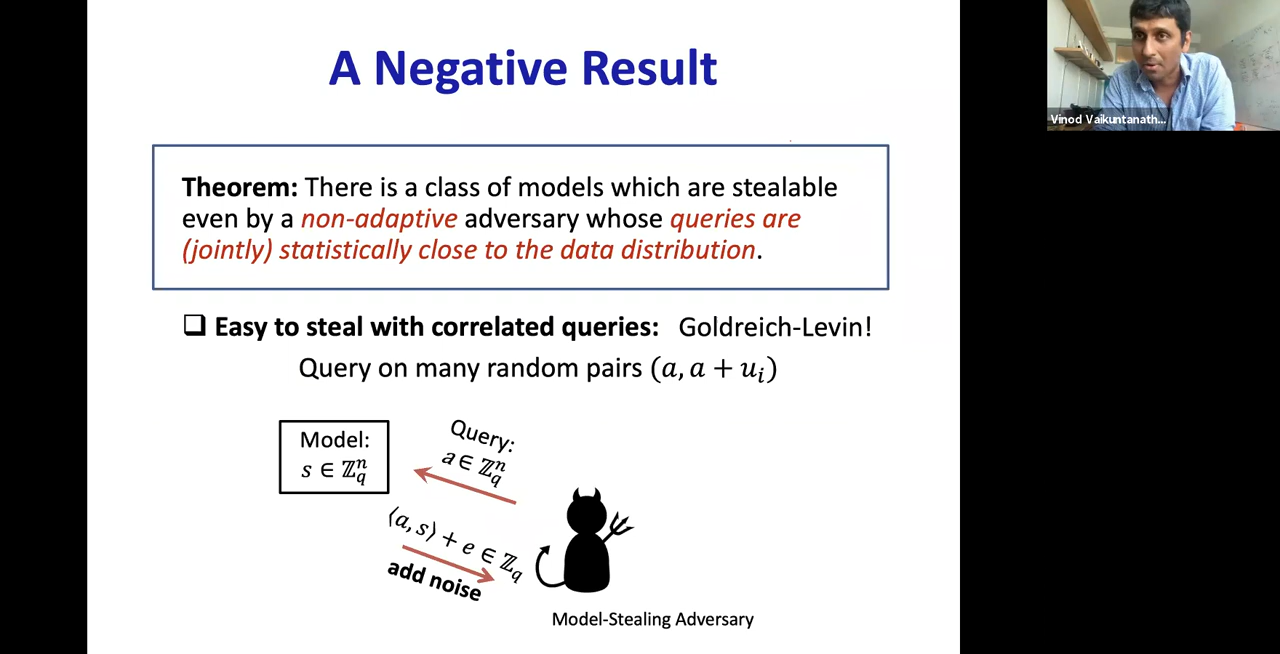 A Negative Result
Vinod Vaikuntanath...
Theorem: There is a class of models which are stealable
even by a non-adaptive adversary whose queries are
(jointly) statistically close to the data distribution.
❑ Easy to steal with correlated queries: Goldreich-Levin!
Query on many random pairs (a, a + uᵢ)
Model:
s ∈ ℤ_q^n
Query:
a ∈ ℤ_q^n
⟨a, s⟩ + e ∈ ℤ_q
add noise
Model-Stealing Adversary